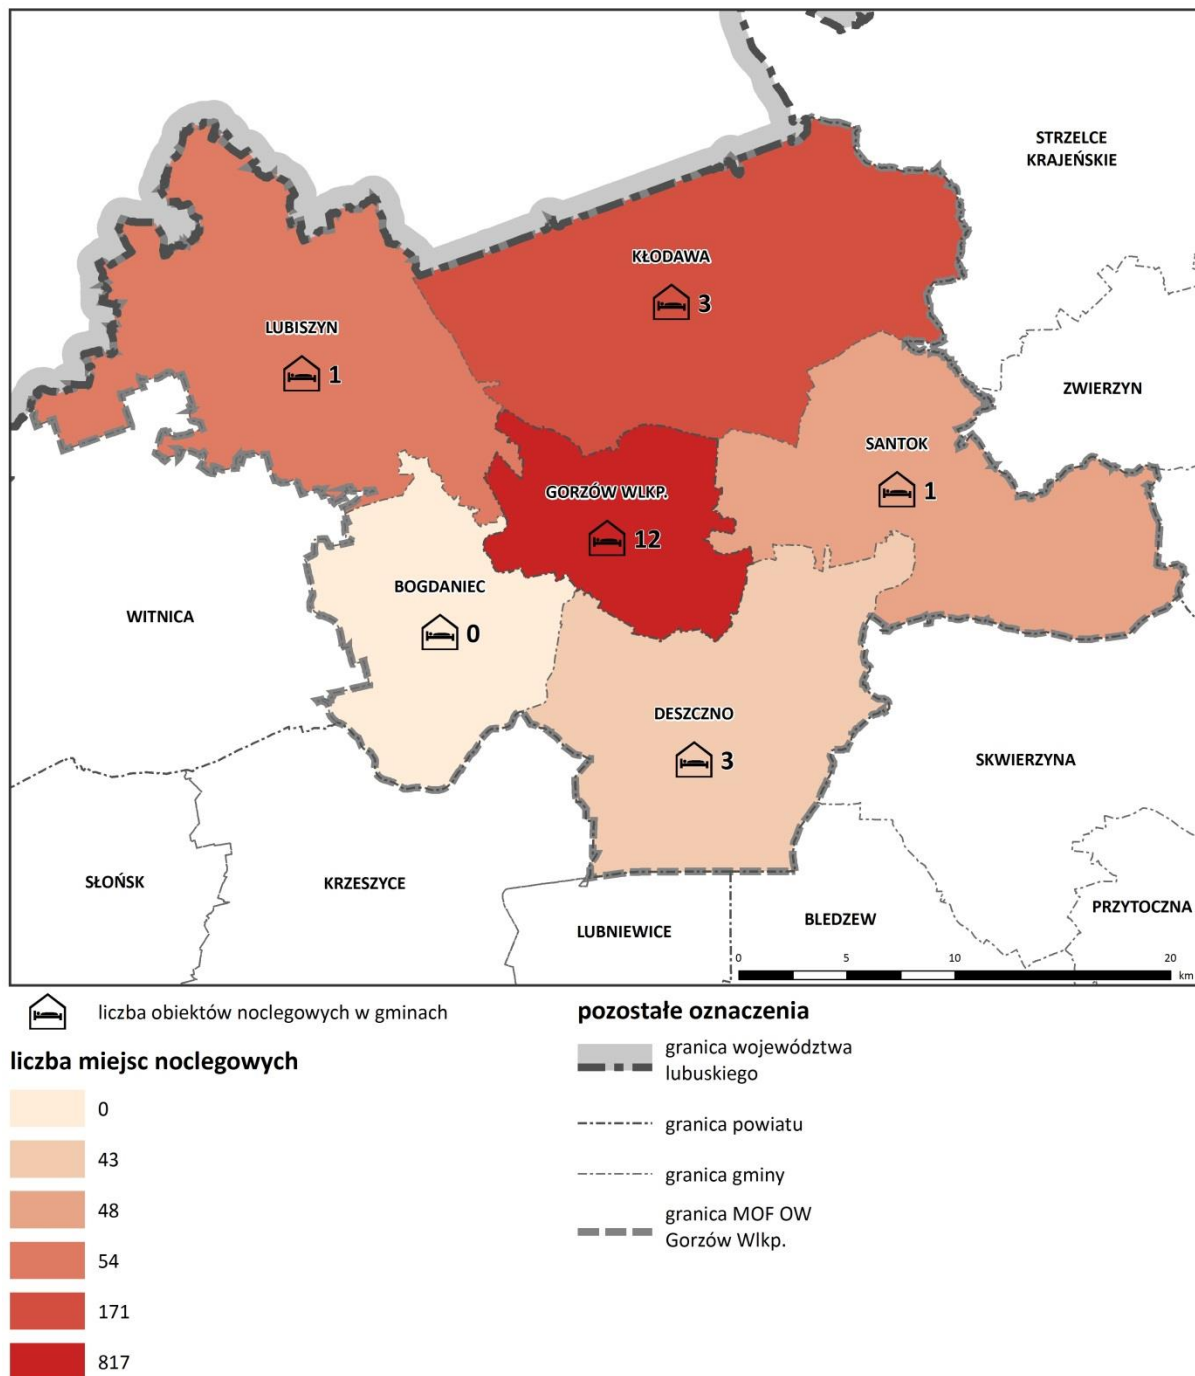 STRZELCE
KRAJEŃSKIE
KŁODAWA
3
LUBISZYN
1
ZWIERZYN
SANTOK
1
GORZÓW WLKP.
12
BOGDANIEC
0
WITNICA
DESZCZNO
3
SKWIERZYNA
SŁOŃSK
KRZESZYCE
LUBNIEWICE
BLEDZEW
PRZYTOCZNA
0 5 10 20
km
liczba obiektów noclegowych w gminach
liczba miejsc noclegowych
0
43
48
54
171
817
pozostałe oznaczenia
granica województwa
lubuskiego
granica powiatu
granica gminy
granica MOF OW
Gorzów Wlkp.